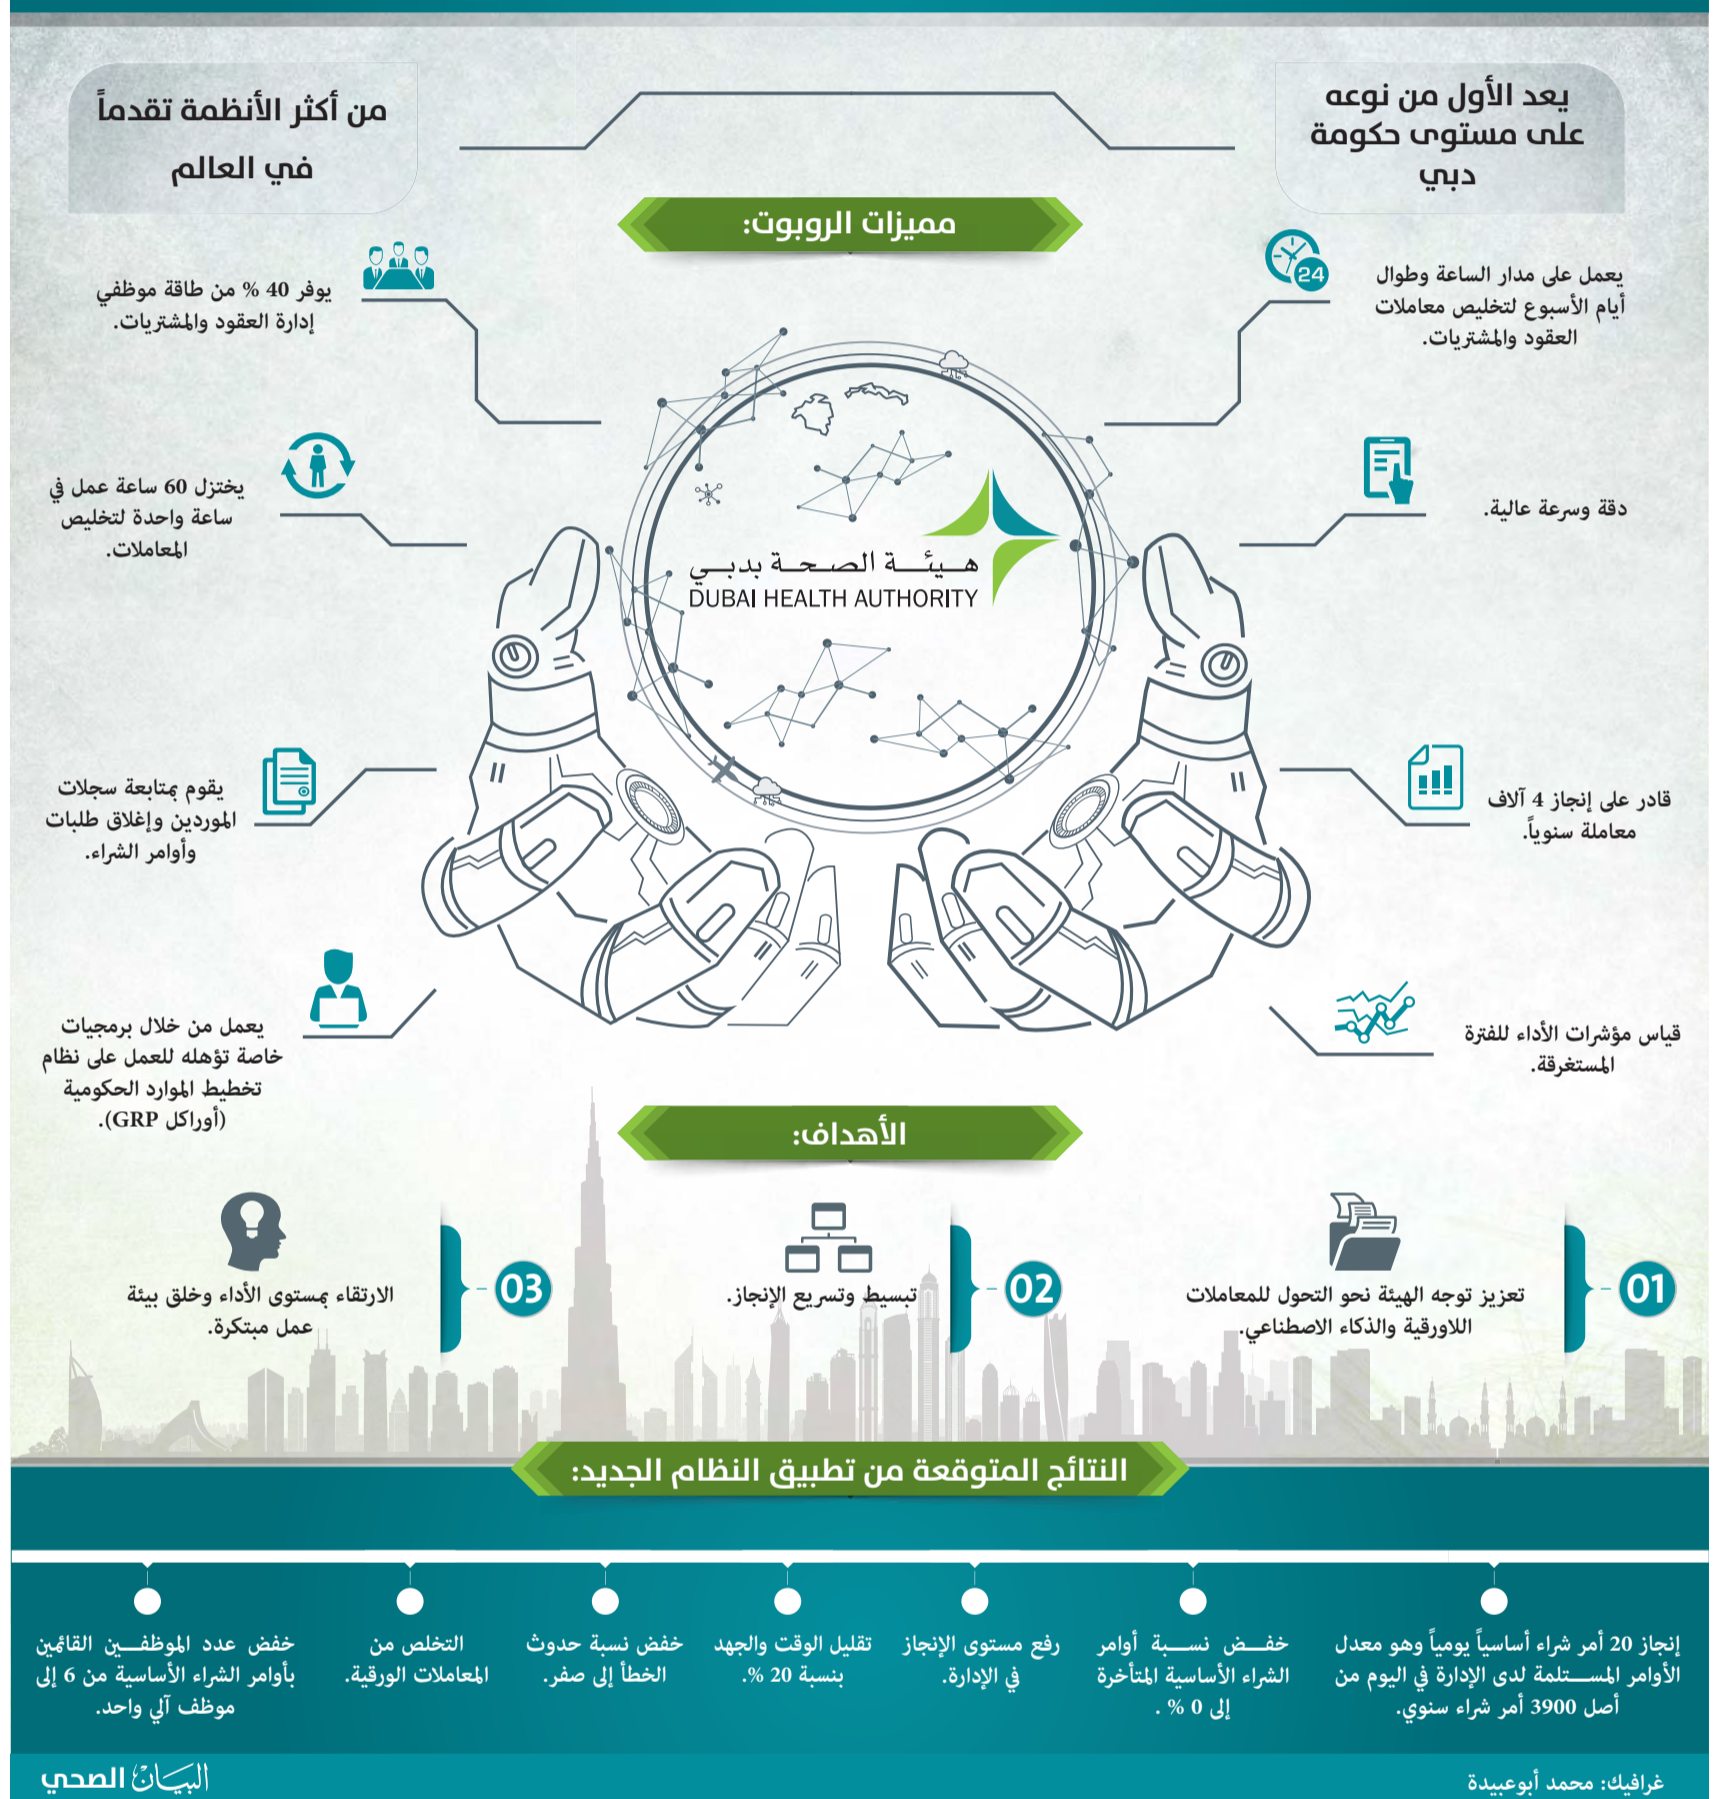 يعد الأول من نوعه
على مستوى حكومة
دبي
من أكثر الأنظمة تقدماً
في العالم
مميزات الروبوت:
24
يعمل على مدار الساعة وطوال
أيام الأسبوع لتخليص معاملات
العقود والمشتريات.
دقة وسرعة عالية.
قادر على إنجاز 4 آلاف
معاملة سنوياً.
قياس مؤشرات الأداء للفترة
المستغرقة.
يوفر 40 % من طاقة موظفي
إدارة العقود والمشتريات.
يختزل 60 ساعة عمل في
ساعة واحدة لتخليص
المعاملات.
يقوم بمتابعة سجلات
الموردين وإغلاق طلبات
وأوامر الشراء.
يعمل من خلال برمجيات
خاصة تؤهله للعمل على نظام
تخطيط الموارد الحكومية
(أوراكل GRP).
هيئة الصحة بدبي
DUBAI HEALTH AUTHORITY
الأهداف:
01
تعزيز توجه الهيئة نحو التحول للمعاملات
اللاورقية والذكاء الاصطناعي.
02
تبسيط وتسريع الإنجاز.
03
الارتقاء بمستوى الأداء وخلق بيئة
عمل مبتكرة.
النتائج المتوقعة من تطبيق النظام الجديد:
إنجاز 20 أمر شراء أساسياً يومياً وهو معدل
الأوامر المستلمة لدى الإدارة في اليوم من
أصل 3900 أمر شراء سنوي.
خفض نسبة أوامر
الشراء الأساسية المتأخرة
إلى 0 % .
رفع مستوى الإنجاز
في الإدارة.
تقليل الوقت والجهد
بنسبة 20 %.
خفض نسبة حدوث
الخطأ إلى صفر.
التخلص من
المعاملات الورقية.
خفض عدد الموظفين القائمين
بأوامر الشراء الأساسية من 6 إلى
موظف آلي واحد.
غرافيك: محمد أبوعبيدة
البيان الصحي